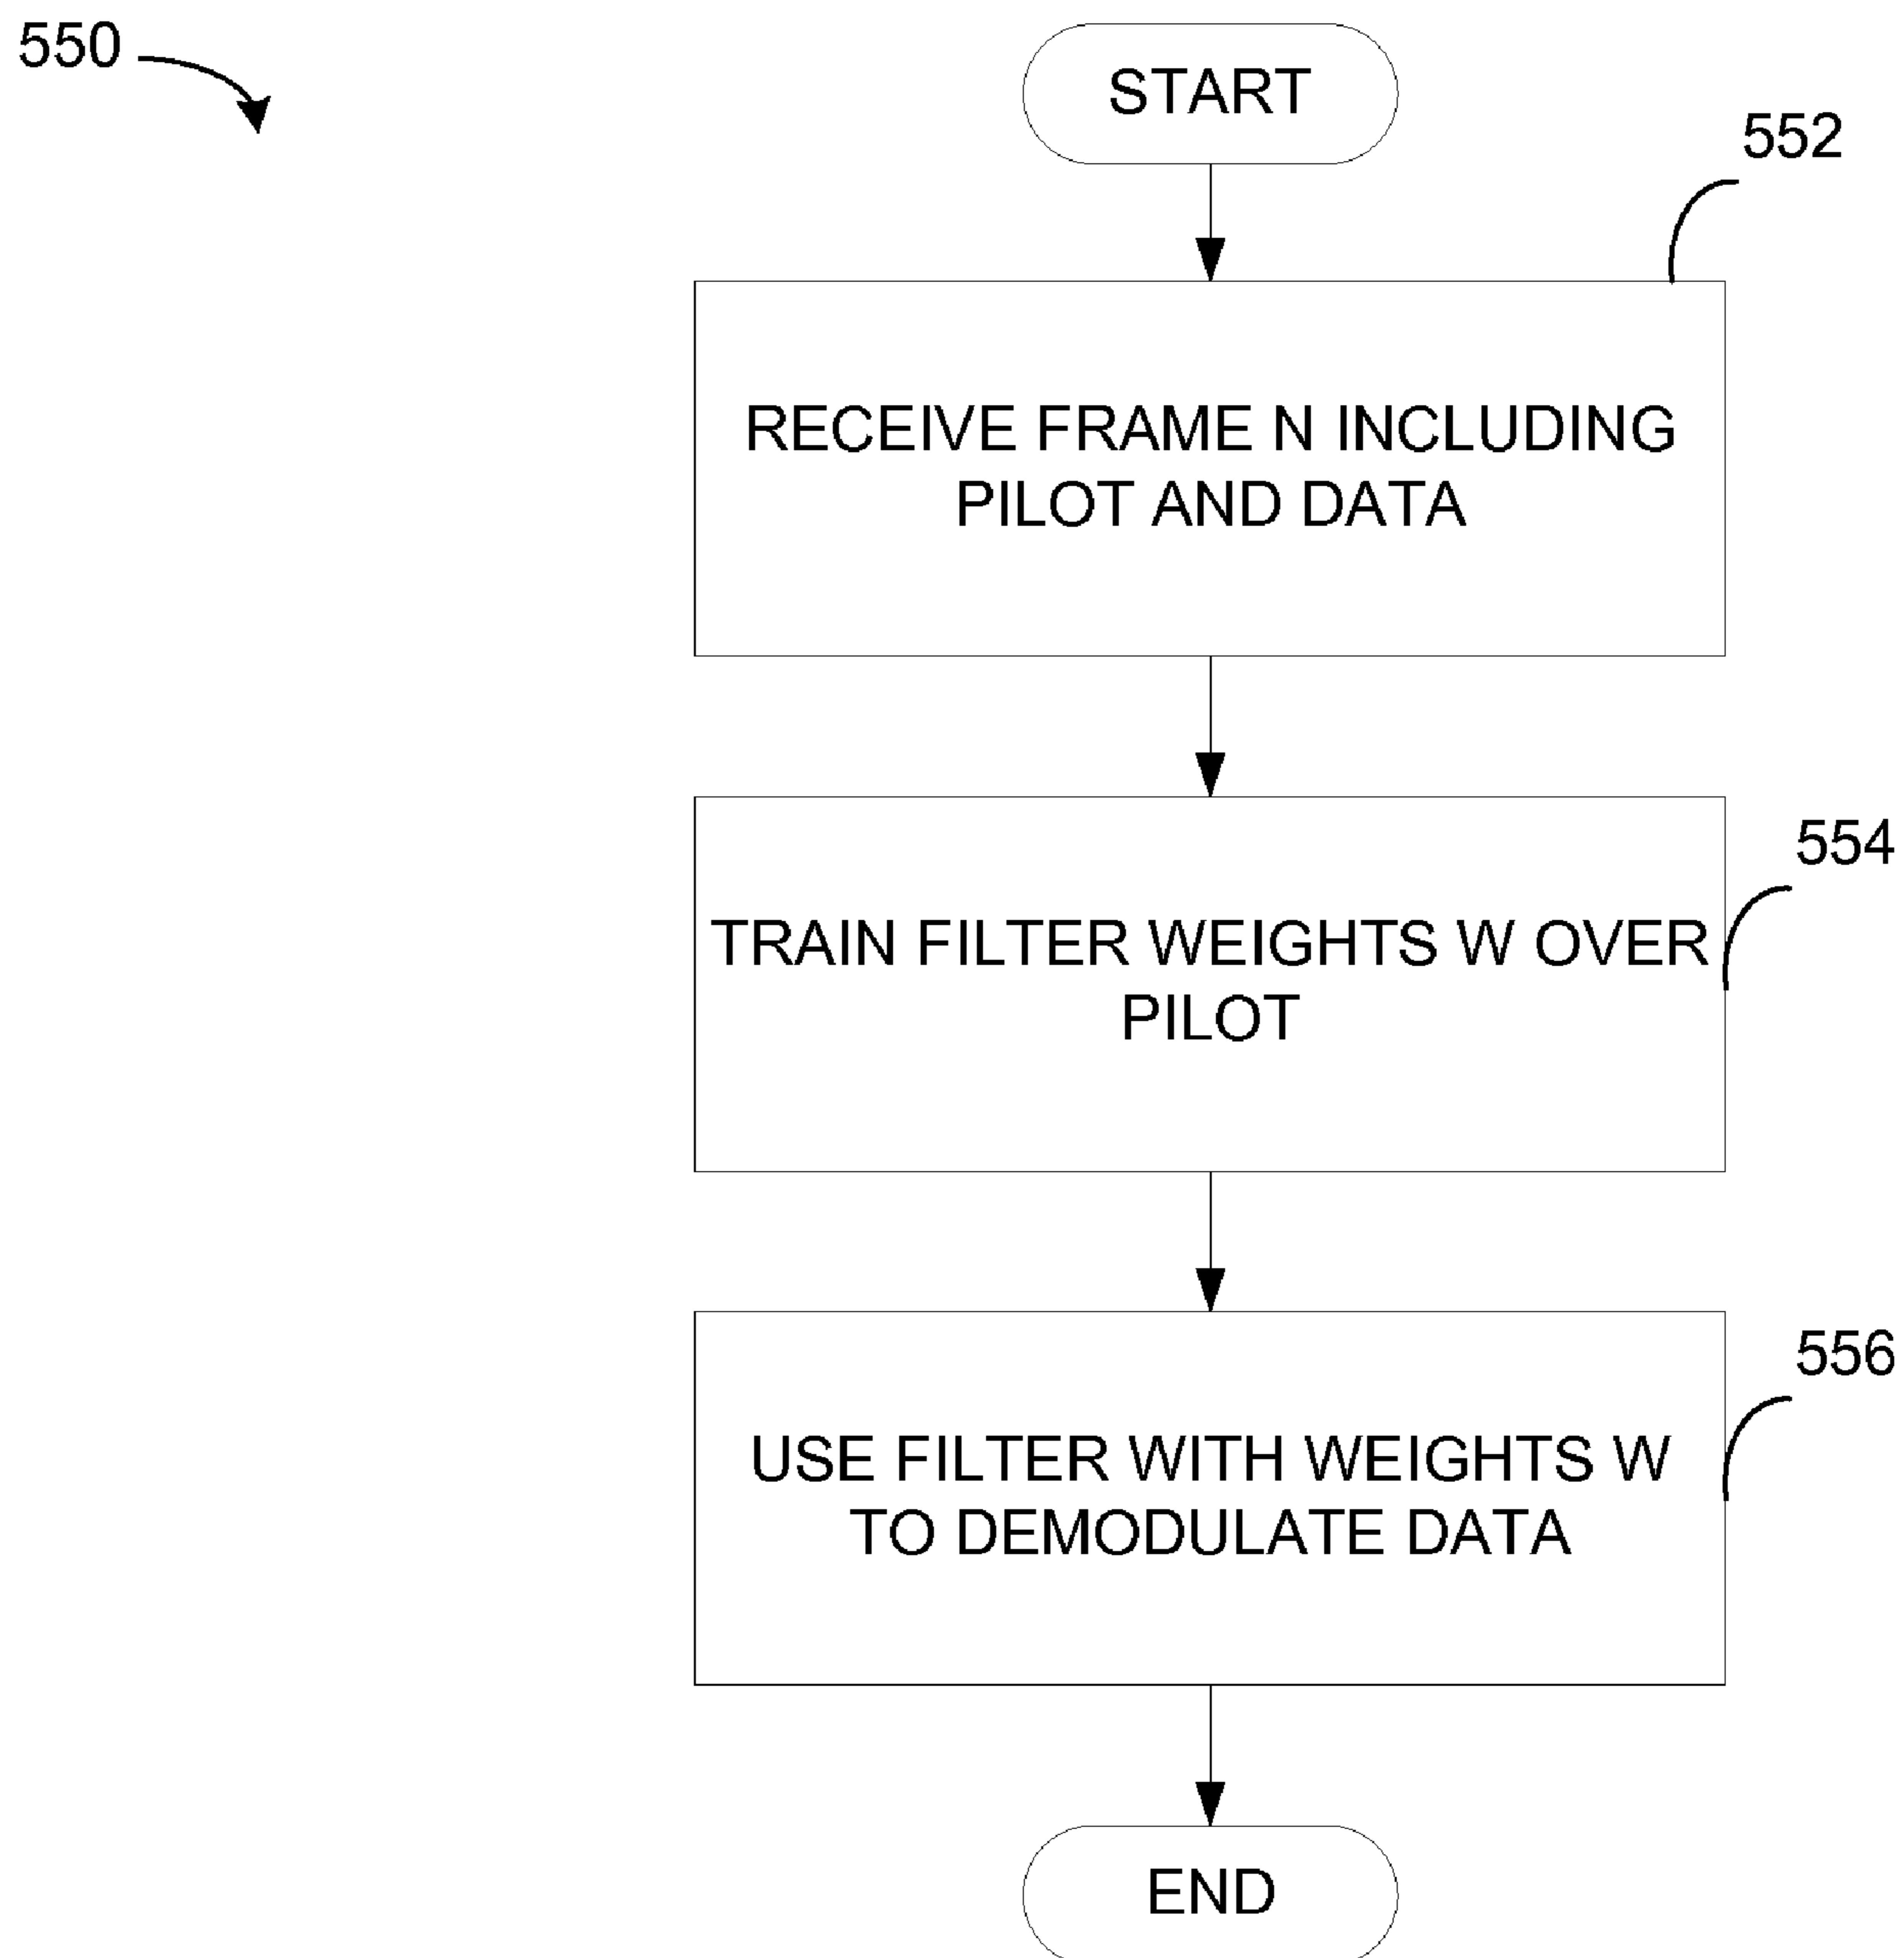 550
START
552
RECEIVE FRAME N INCLUDING
PILOT AND DATA
554
TRAIN FILTER WEIGHTS W OVER
PILOT
556
USE FILTER WITH WEIGHTS W
TO DEMODULATE DATA
END